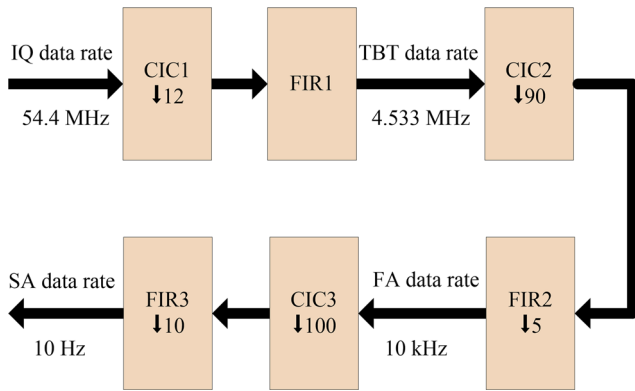 IQ data rate
54.4 MHz
CIC1
↓12
FIR1
TBT data rate
4.533 MHz
CIC2
↓90
FIR2
↓5
FA data rate
10 kHz
CIC3
↓100
FIR3
↓10
SA data rate
10 Hz